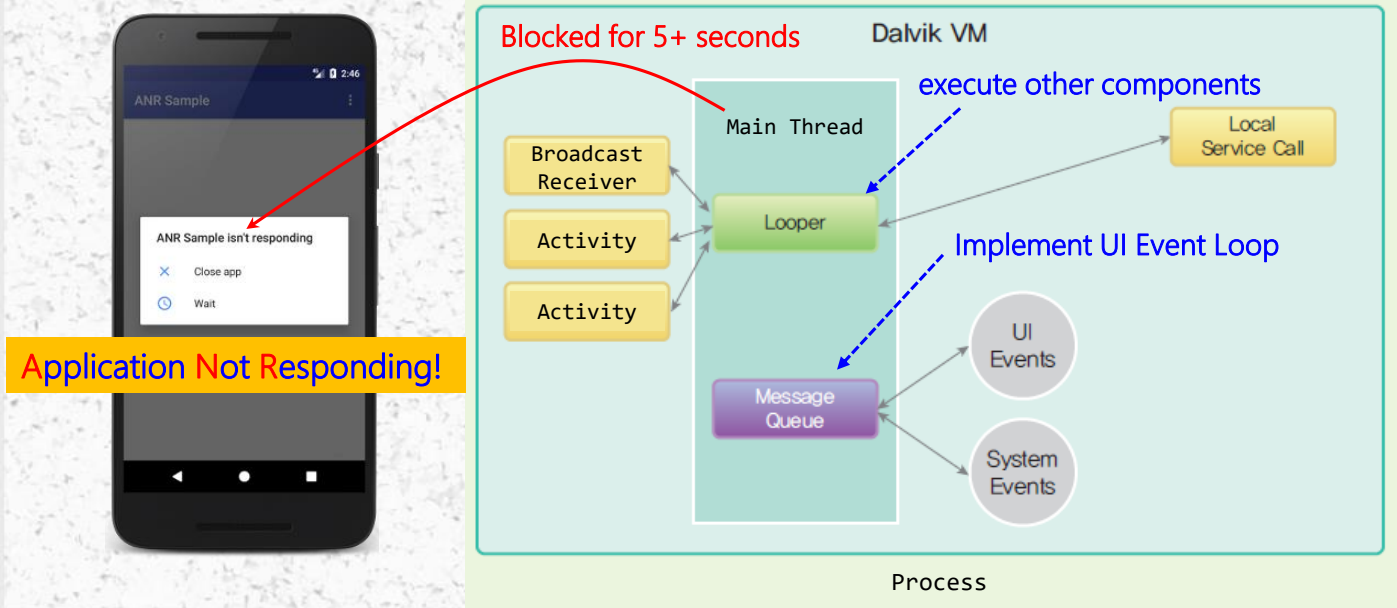 2:46
ANR Sample
ANR Sample isn't responding
Close app
Wait
Application Not Responding!
Blocked for 5+ seconds
Dalvik VM
execute other components
Main Thread
Local
Service Call
Broadcast
Receiver
Looper
Activity
Implement UI Event Loop
Activity
UI
Events
Message
Queue
System
Events
Process